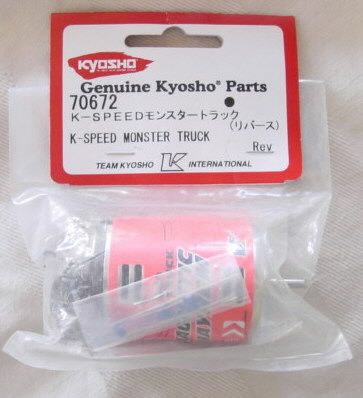 KYOSHO
Genuine Kyosho® Parts
70672
K-SPEEDモンスタートラック
(リバース)
K-SPEED MONSTER TRUCK
Rev
TEAM KYOSHO K INTERNATIONAL